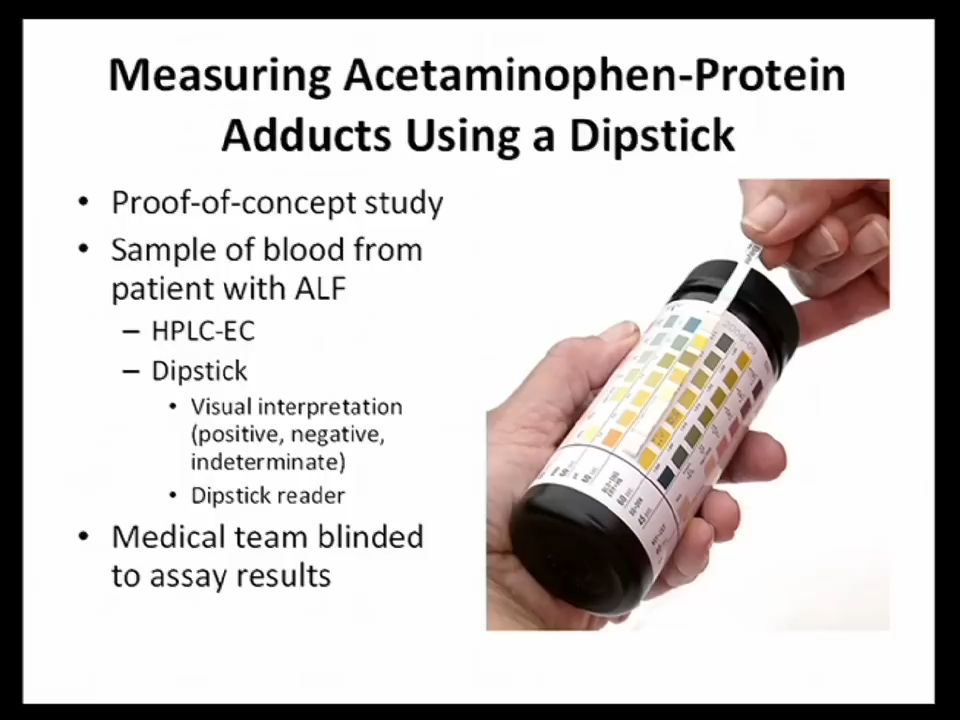 Measuring Acetaminophen-Protein
Adducts Using a Dipstick
• Proof-of-concept study
• Sample of blood from
patient with ALF
– HPLC-EC
– Dipstick
• Visual interpretation
(positive, negative,
indeterminate)
• Dipstick reader
• Medical team blinded
to assay results